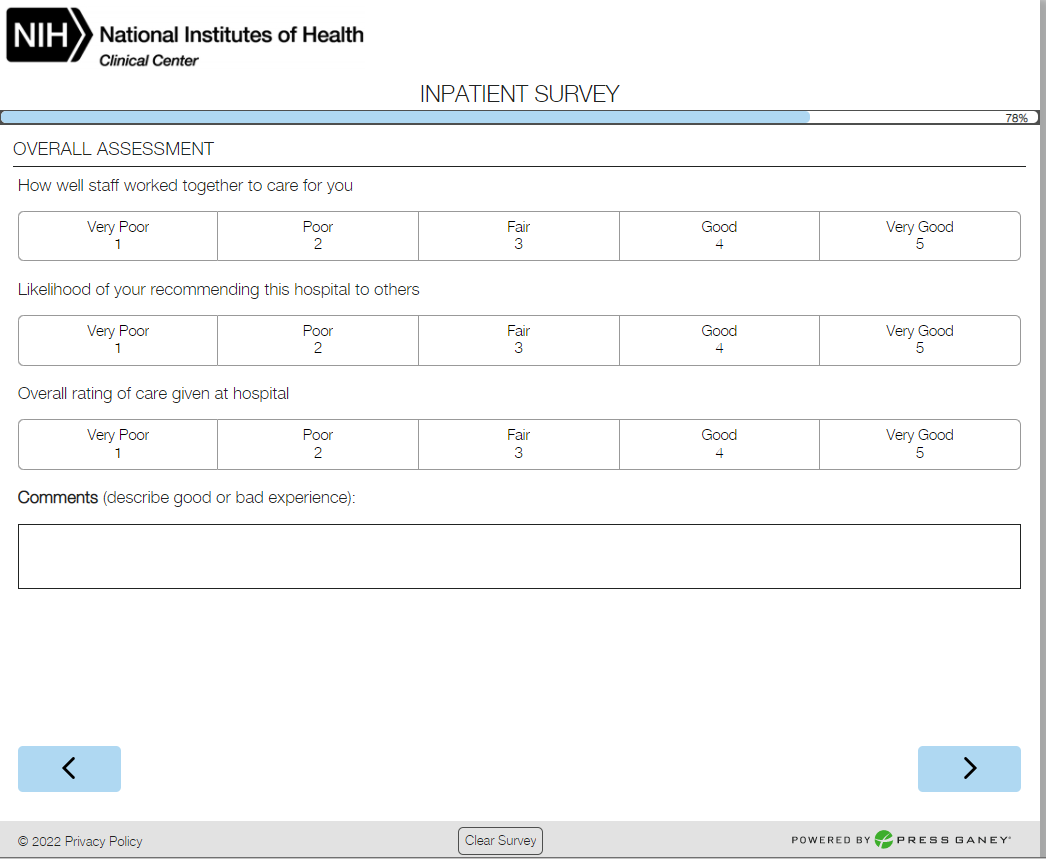 NIH National Institutes of Health
Clinical Center
INPATIENT SURVEY
78%
OVERALL ASSESSMENT
How well staff worked together to care for you
Very Poor Poor Fair Good Very Good
1 2 3 4 5
Likelihood of your recommending this hospital to others
Very Poor Poor Fair Good Very Good
1 2 3 4 5
Overall rating of care given at hospital
Very Poor Poor Fair Good Very Good
1 2 3 4 5
Comments (describe good or bad experience):
© 2022 Privacy Policy Clear Survey POWERED BY PRESS GANEY